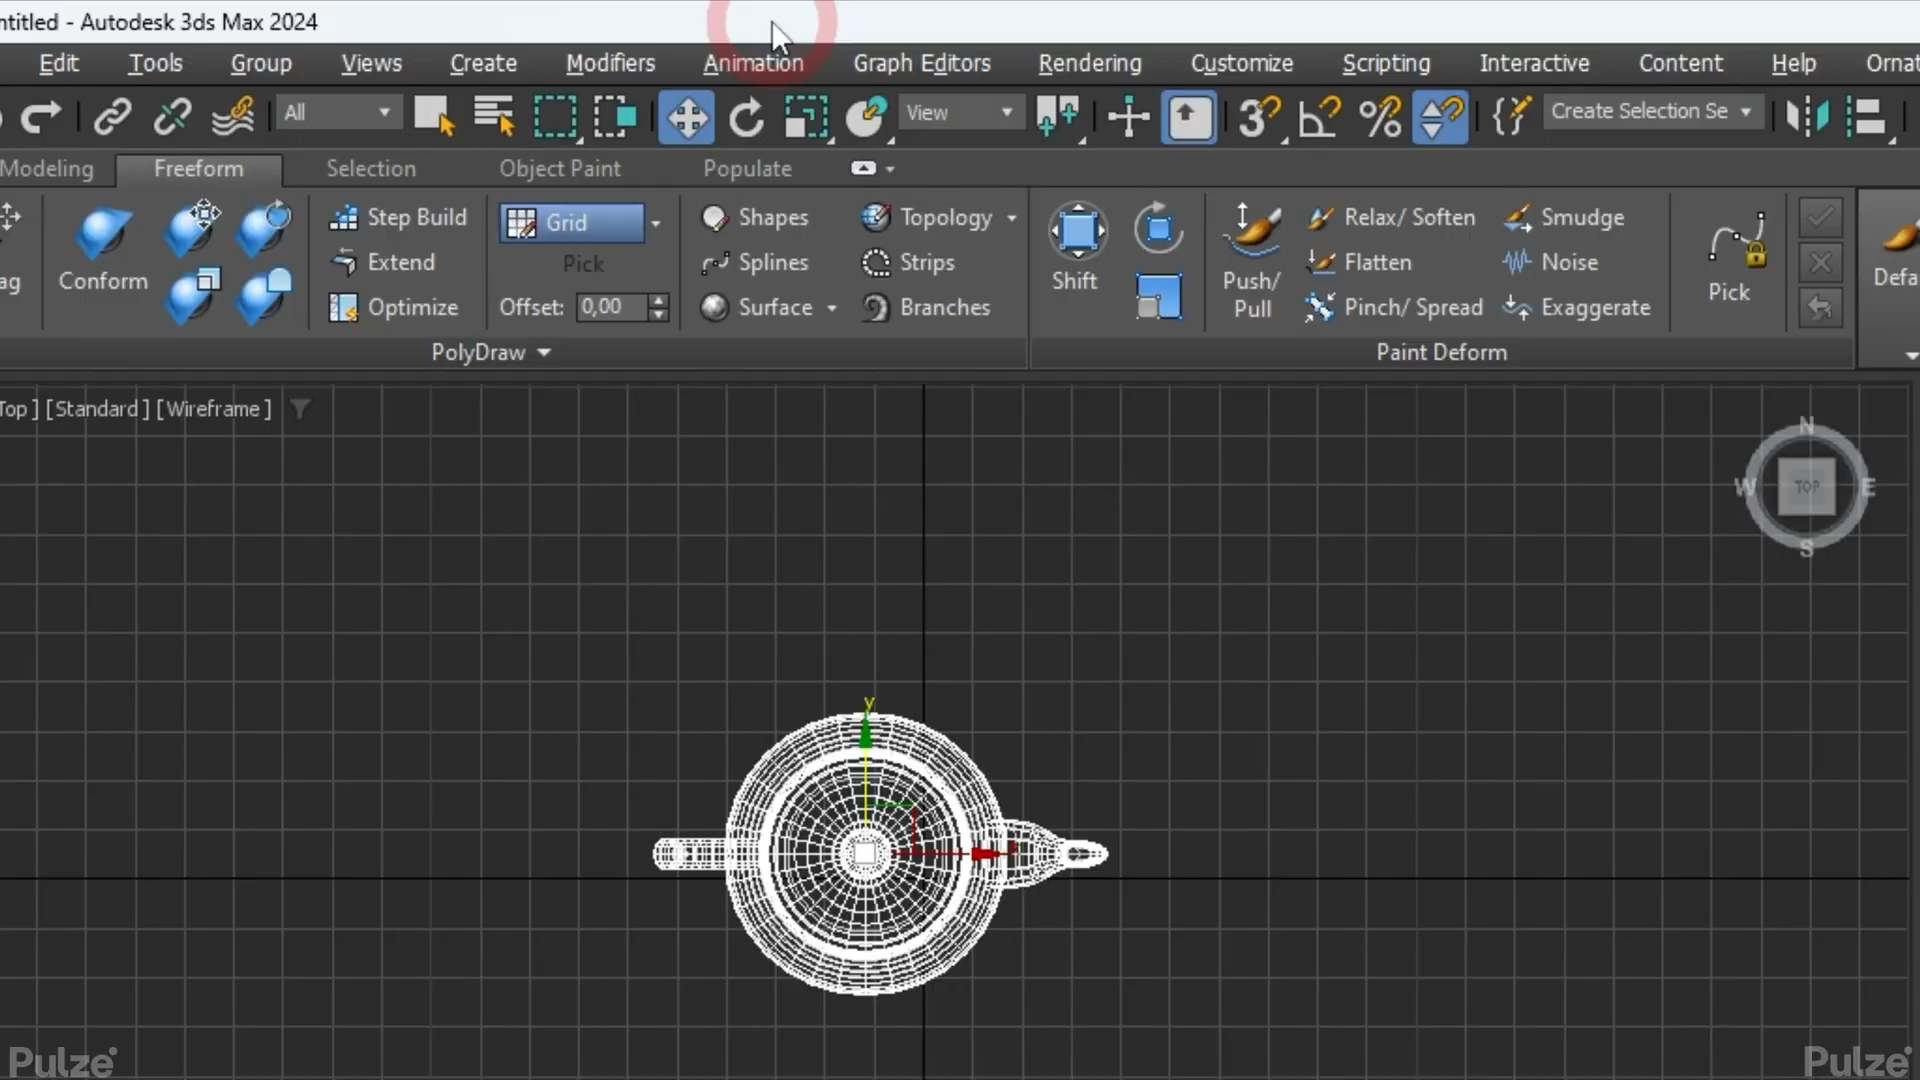 ntitled - Autodesk 3ds Max 2024
Edit Tools Group Views Create Modifiers Animation Graph Editors Rendering Customize Scripting Interactive Content Help Ornat
All View 3 Create Selection Se
Modeling Freeform Selection Object Paint Populate
Step Build Grid Shapes Topology Relax/ Soften Smudge
ag Conform Extend Pick Splines Strips Shift Push/ Pull Flatten Noise Pick Defa
Optimize Offset: 0,00 Surface Branches Pinch/ Spread Exaggerate
PolyDraw Paint Deform
Top ] [Standard ] [Wireframe ]
N
W TOP E
S
y
Pulze Pulze